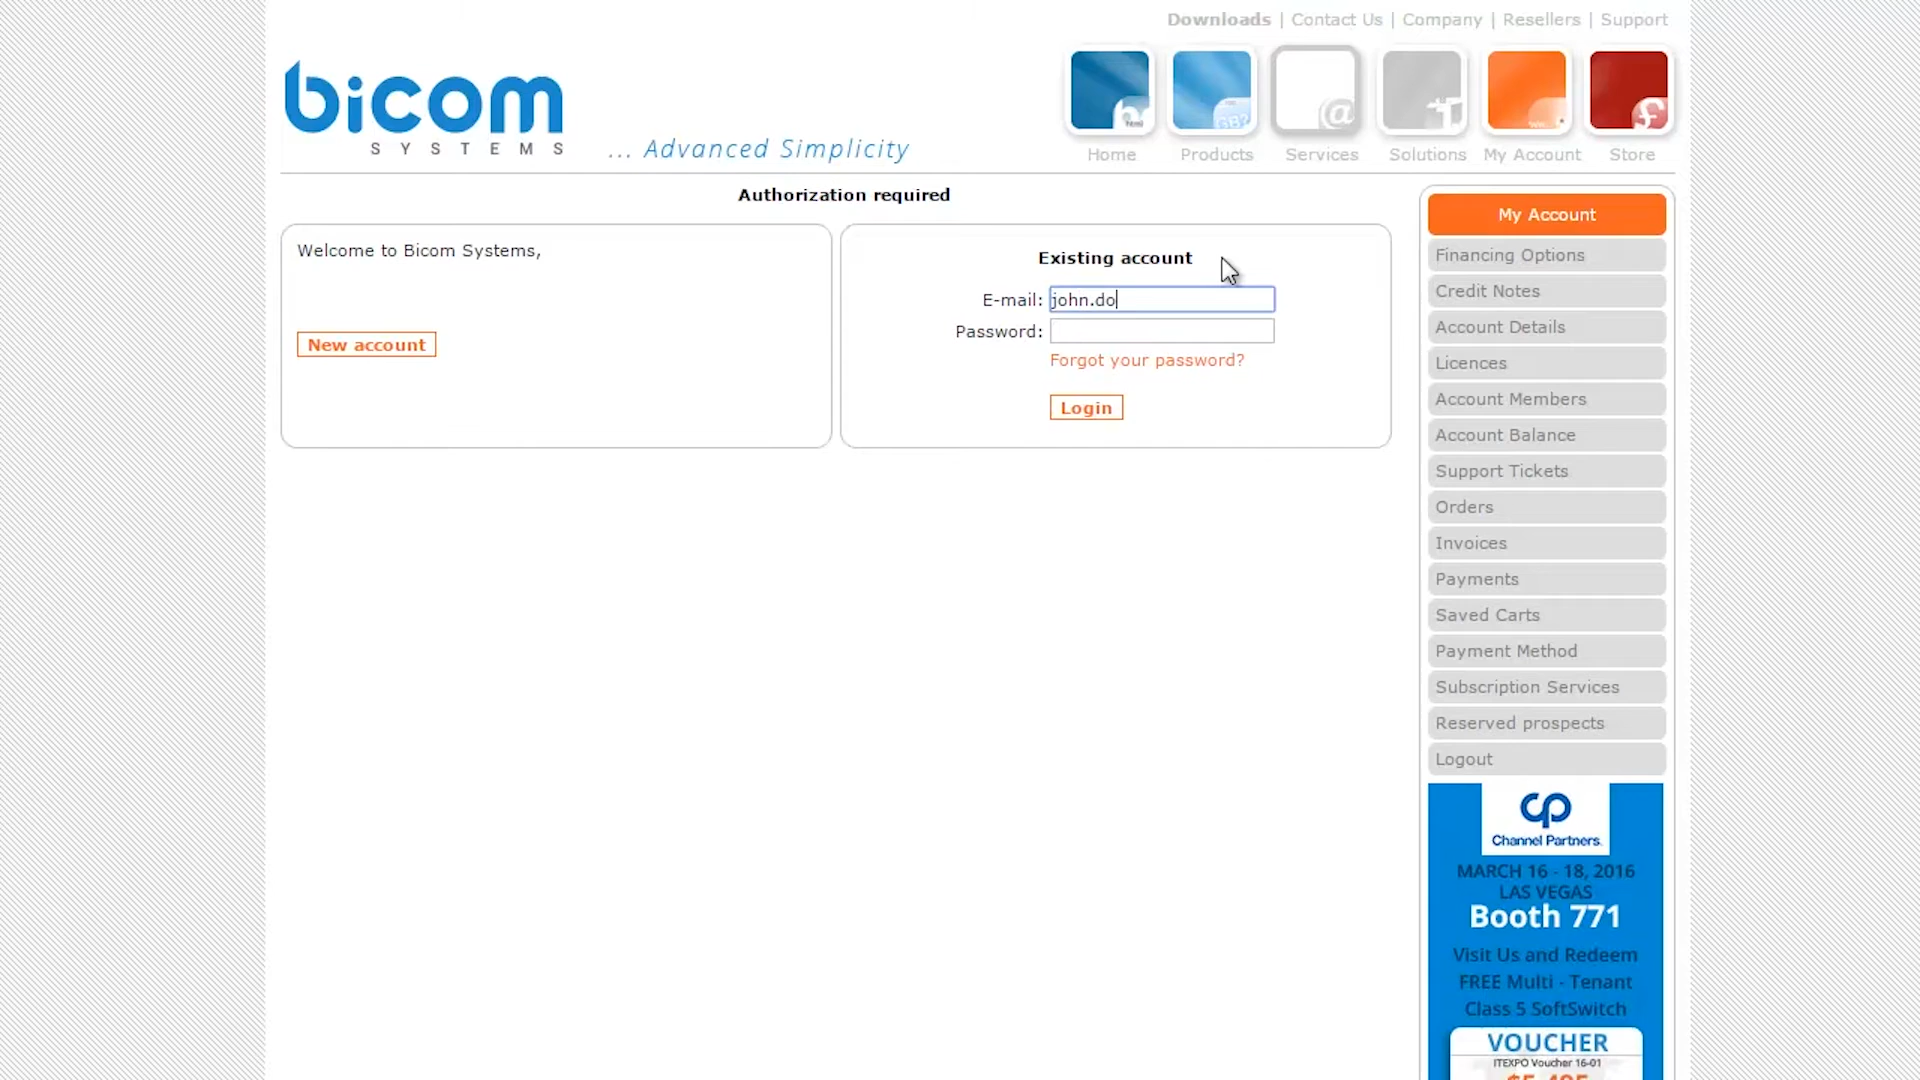 Downloads | Contact Us | Company | Resellers | Support
bicom
SYSTEMS
... Advanced Simplicity
Home Products Services Solutions My Account Store
Authorization required
Welcome to Bicom Systems,
New account
Existing account
E-mail: john.do
Password:
Forgot your password?
Login
My Account
Financing Options
Credit Notes
Account Details
Licences
Account Members
Account Balance
Support Tickets
Orders
Invoices
Payments
Saved Carts
Payment Method
Subscription Services
Reserved prospects
Logout
cp
Channel Partners
MARCH 16 - 18, 2016
LAS VEGAS
Booth 771
Visit Us and Redeem
FREE Multi - Tenant
Class 5 SoftSwitch
VOUCHER
ITEXPO Voucher 16-01